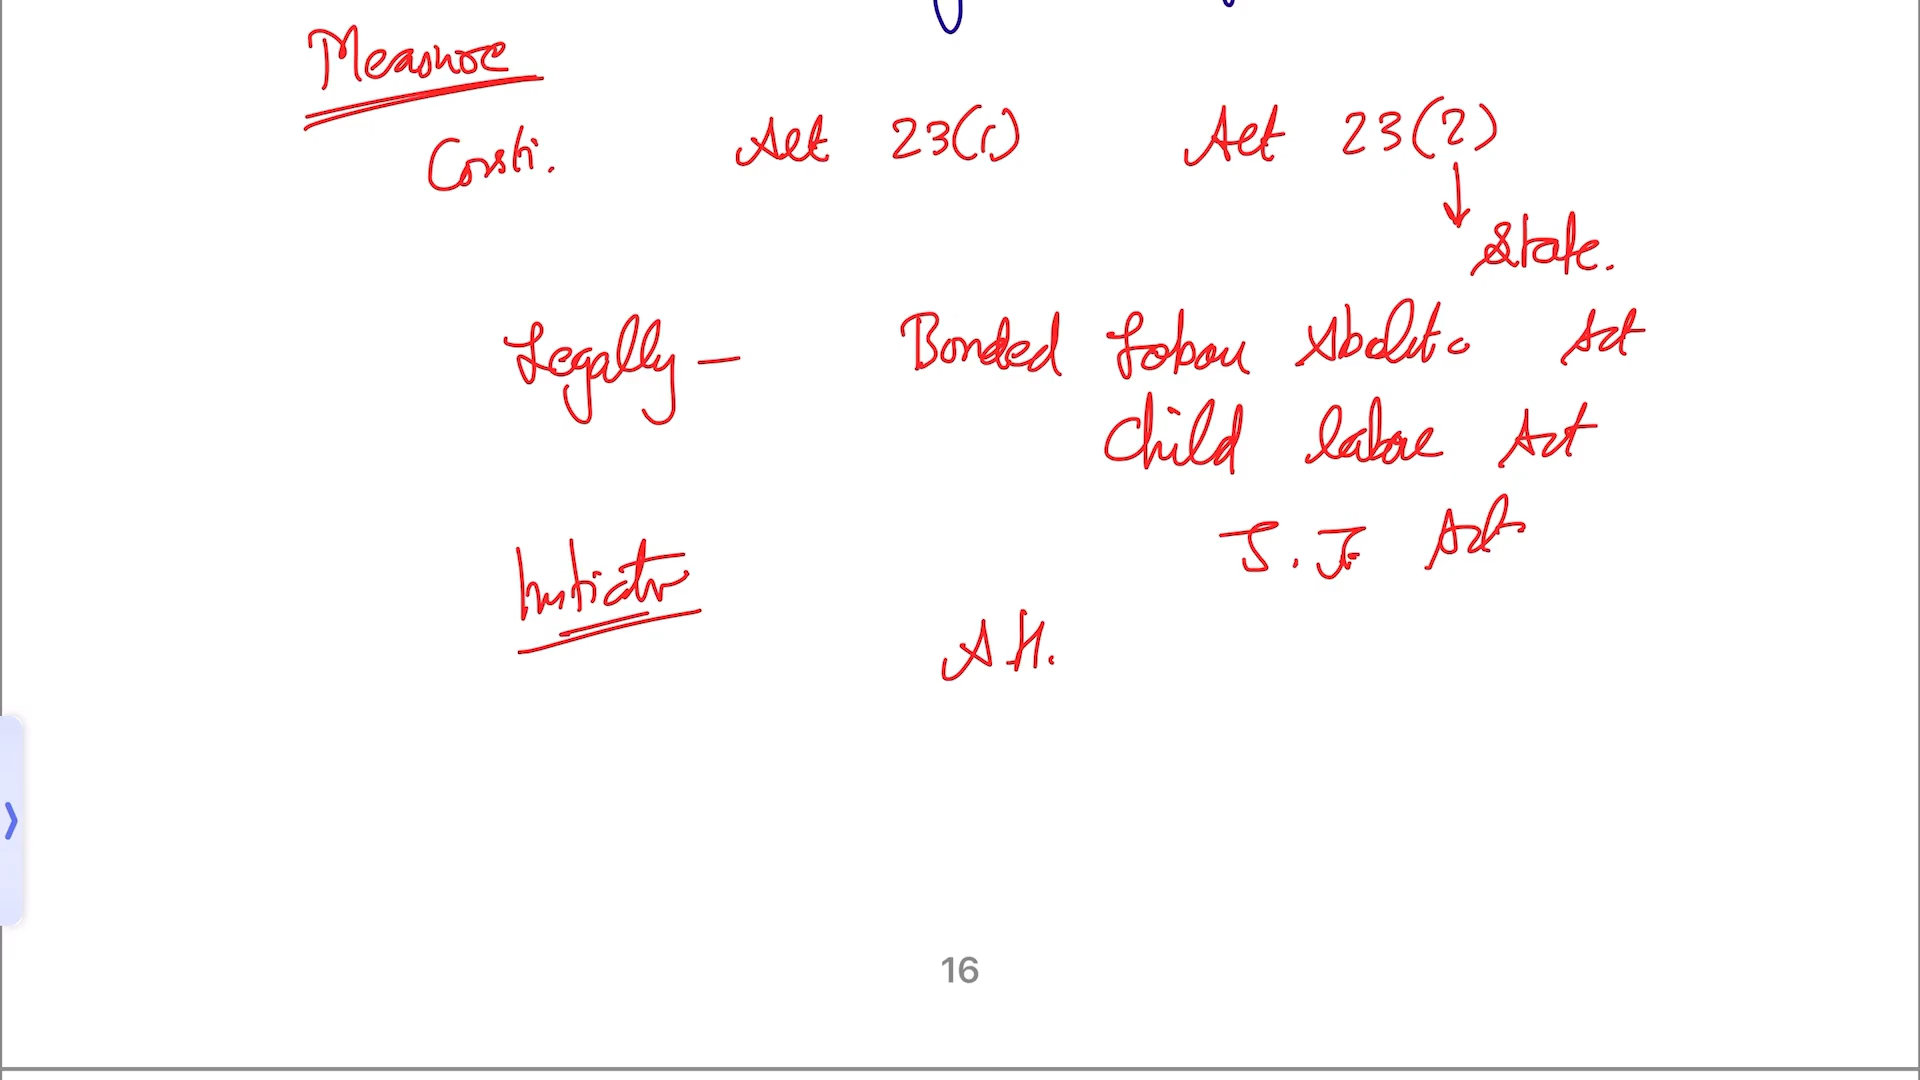 Measure
Consti. Art 23(1) Art 23(2)
State.
Legally – Bonded Labour Abolit. Act
Child labour Act
J. J. Act
Initiatv
A H.
16